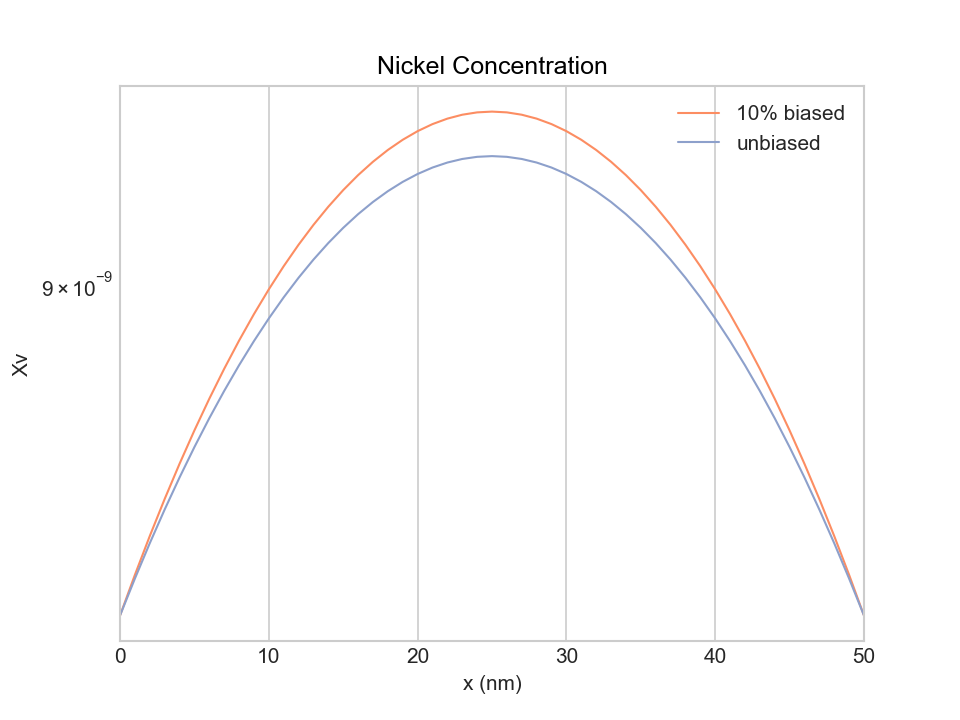 Nickel Concentration
10% biased
unbiased
9 × 10⁻⁹
Xv
0 10 20 30 40 50
x (nm)